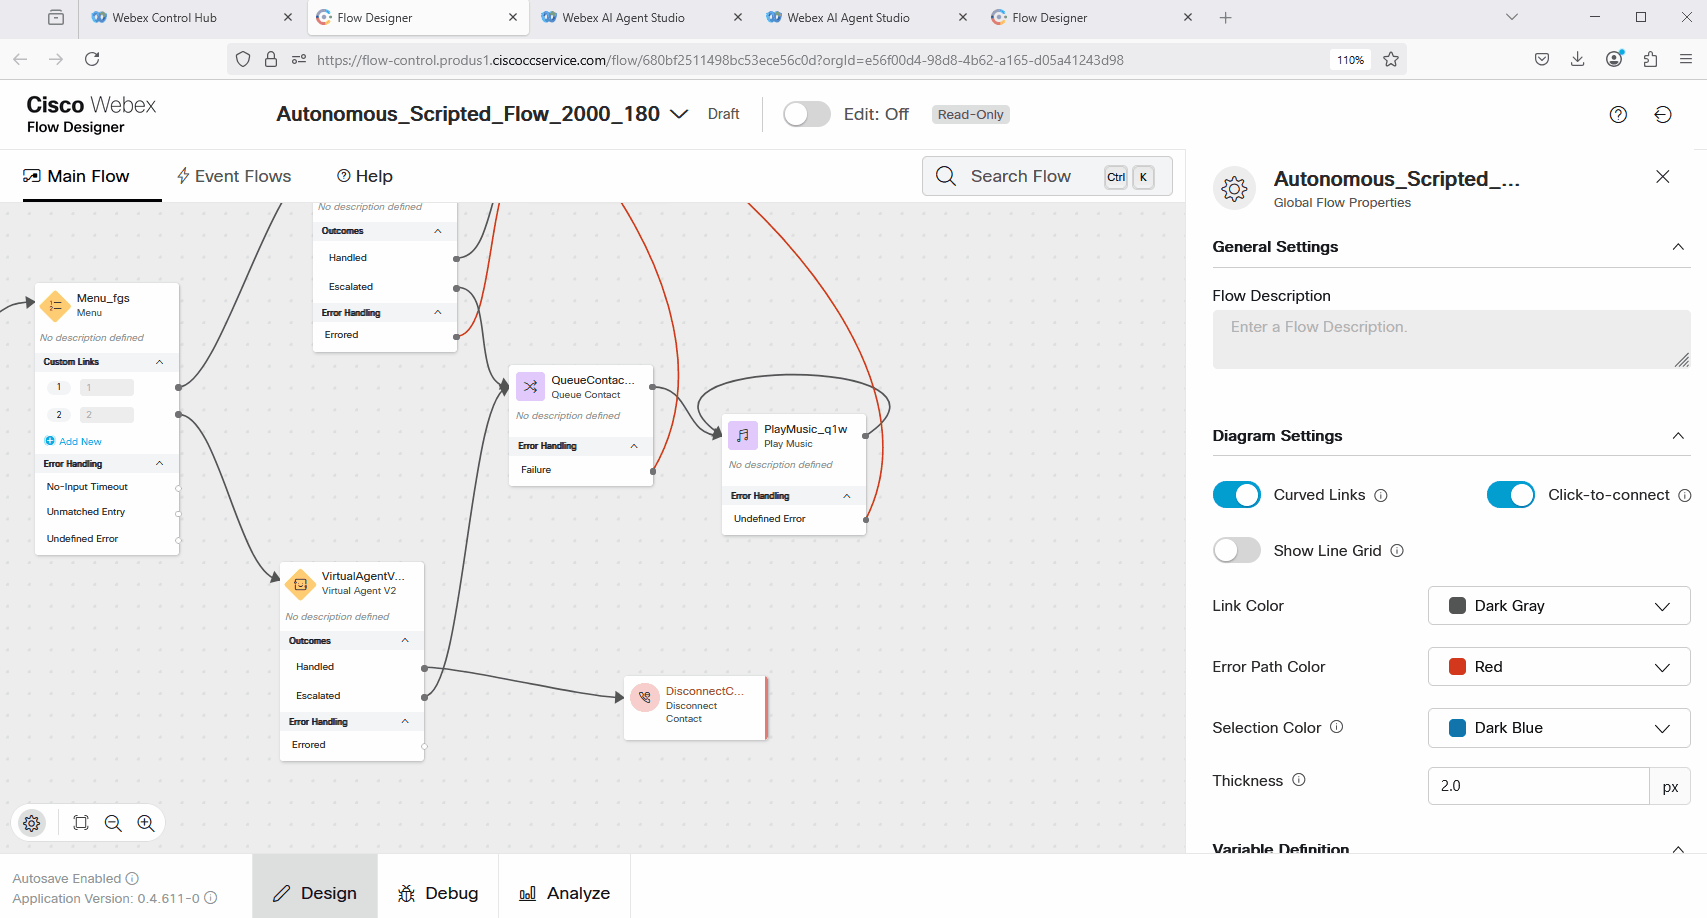 Webex Control Hub
Flow Designer
Webex AI Agent Studio
Webex AI Agent Studio
Flow Designer
https://flow-control.produs1.ciscoccservice.com/flow/680bf2511498bc53ece56c0d?orgId=e56f00d4-98d8-4b62-a165-d05a41243d98
110%
Cisco Webex
Flow Designer
Autonomous_Scripted_Flow_2000_180
Draft
Edit: Off
Read-Only
Main Flow
Event Flows
Help
Search Flow
Ctrl
K
No description defined
Outcomes
Handled
Escalated
Error Handling
Errored
Menu_fgs
Menu
No description defined
Custom Links
1 1
2 2
Add New
Error Handling
No-Input Timeout
Unmatched Entry
Undefined Error
QueueContac...
Queue Contact
No description defined
Error Handling
Failure
PlayMusic_q1w
Play Music
No description defined
Error Handling
Undefined Error
VirtualAgentV...
Virtual Agent V2
No description defined
Outcomes
Handled
Escalated
Error Handling
Errored
DisconnectC...
Disconnect
Contact
Autonomous_Scripted_...
Global Flow Properties
General Settings
Flow Description
Enter a Flow Description.
Diagram Settings
Curved Links
Click-to-connect
Show Line Grid
Link Color
Dark Gray
Error Path Color
Red
Selection Color
Dark Blue
Thickness
2.0
px
Variable Definition
Autosave Enabled
Application Version: 0.4.611-0
Design
Debug
Analyze